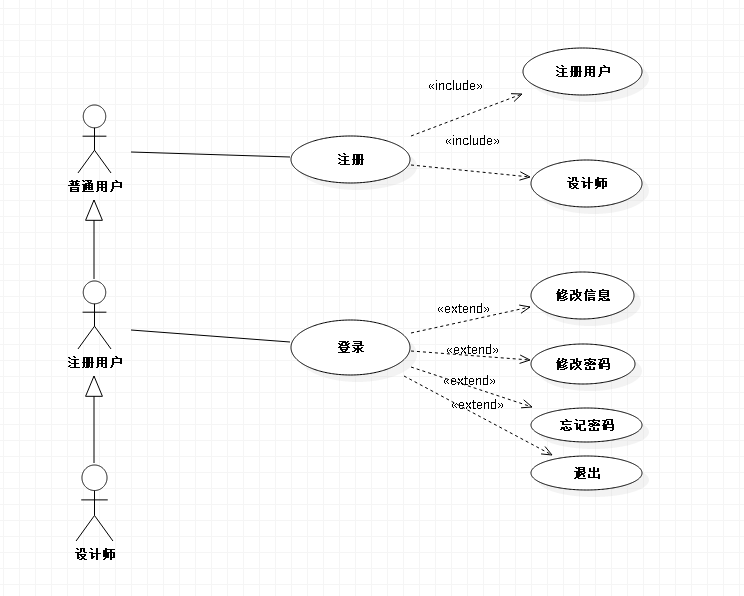 普通用户
注册
«include»
注册用户
«include»
设计师
注册用户
登录
«extend»
修改信息
«extend»
修改密码
«extend»
忘记密码
«extend»
退出
设计师